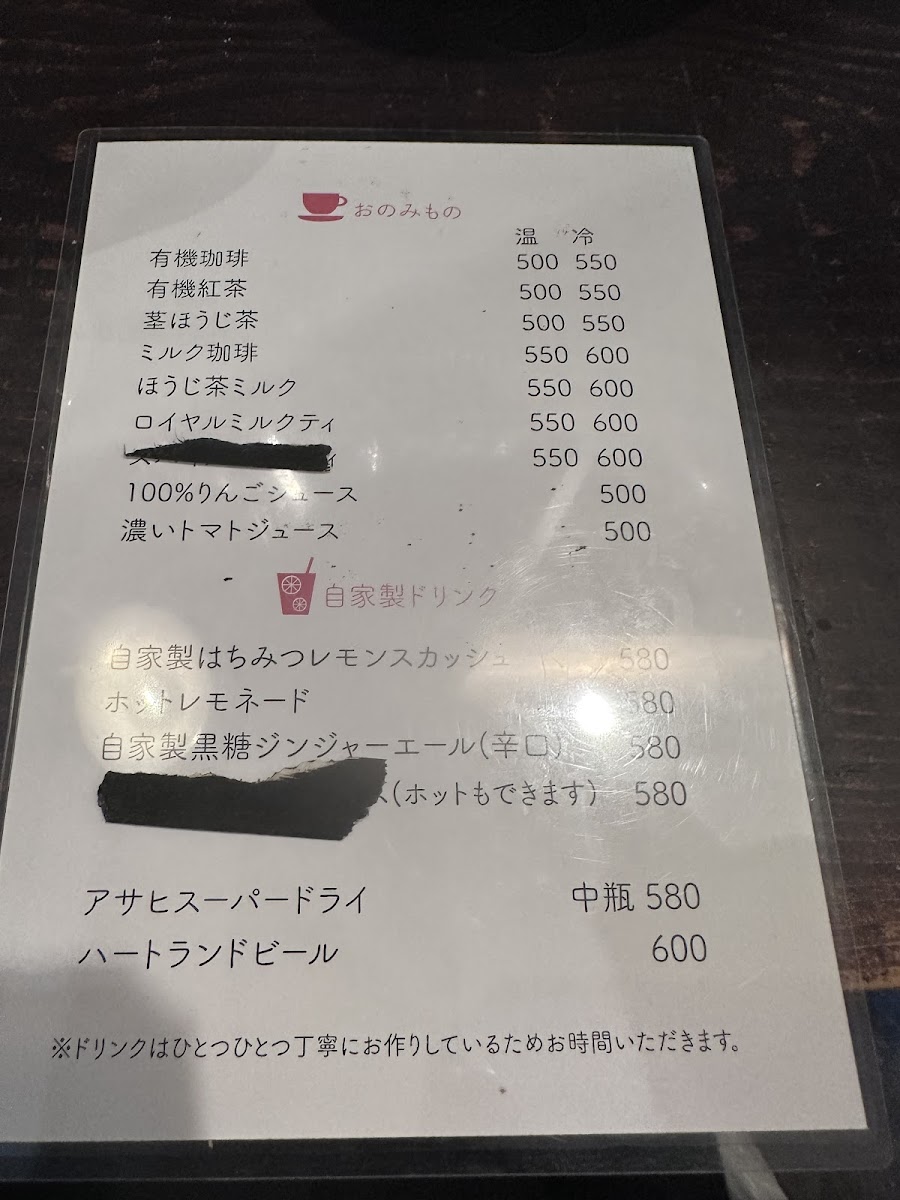 おのみもの
温 冷
有機珈琲 500 550
有機紅茶 500 550
茎ほうじ茶 500 550
ミルク珈琲 550 600
ほうじ茶ミルク 550 600
ロイヤルミルクティ 550 600
550 600
100%りんごジュース 500
濃いトマトジュース 500
自家製ドリンク
自家製はちみつレモンスカッシュ 580
ホットレモネード 580
自家製黒糖ジンジャーエール(辛口) 580
(ホットもできます) 580
アサヒスーパードライ 中瓶 580
ハートランドビール 600
※ドリンクはひとつひとつ丁寧にお作りしているためお時間いただきます。